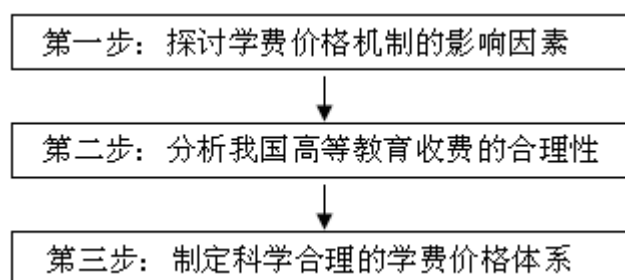 第一步：探讨学费价格机制的影响因素
第二步：分析我国高等教育收费的合理性
第三步：制定科学合理的学费价格体系